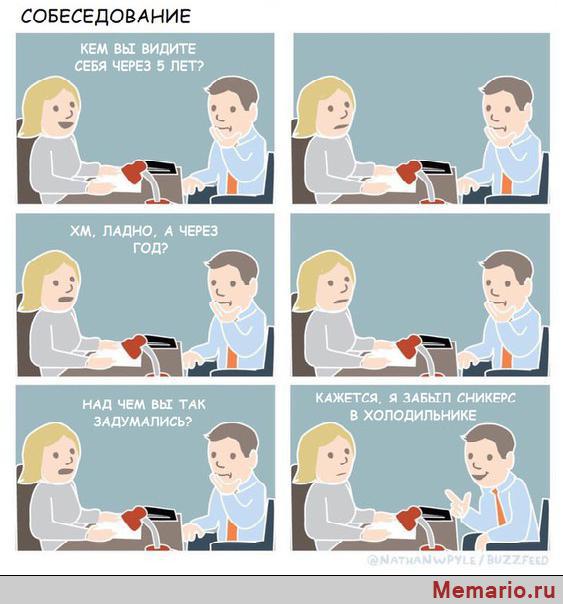 СОБЕСЕДОВАНИЕ
КЕМ ВЫ ВИДИТЕ
СЕБЯ ЧЕРЕЗ 5 ЛЕТ?
ХМ, ЛАДНО, А ЧЕРЕЗ
ГОД?
НАД ЧЕМ ВЫ ТАК
ЗАДУМАЛИСЬ?
КАЖЕТСЯ, Я ЗАБЫЛ СНИКЕРС
В ХОЛОДИЛЬНИКЕ
@NATHANWPYLE/BUZZFEED
Memario.ru